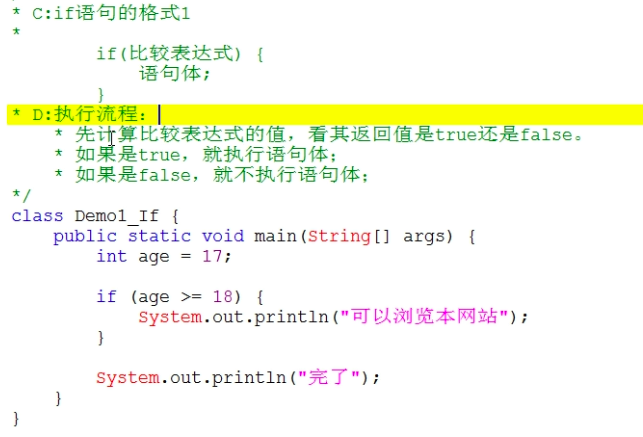 * C:if语句的格式1
*
if(比较表达式) {
语句体;
}
* D:执行流程：
* 先计算比较表达式的值，看其返回值是true还是false。
* 如果是true，就执行语句体；
* 如果是false，就不执行语句体；
*/
class Demo1_If {
public static void main(String[] args) {
int age = 17;
if (age >= 18) {
System.out.println("可以浏览本网站");
}
System.out.println("完了");
}
}